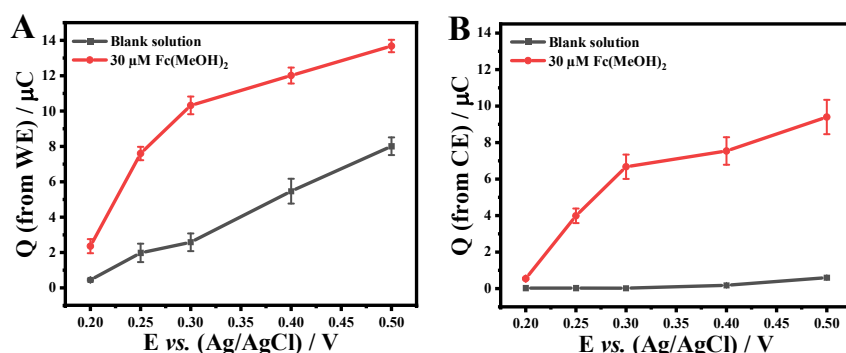 A
Blank solution
30 µM Fc(MeOH)₂
Q (from WE) / µC
14
12
10
8
6
4
2
0
0.20 0.25 0.30 0.35 0.40 0.45 0.50
E vs. (Ag/AgCl) / V
B
Blank solution
30 µM Fc(MeOH)₂
Q (from CE) / µC
14
12
10
8
6
4
2
0
0.20 0.25 0.30 0.35 0.40 0.45 0.50
E vs. (Ag/AgCl) / V